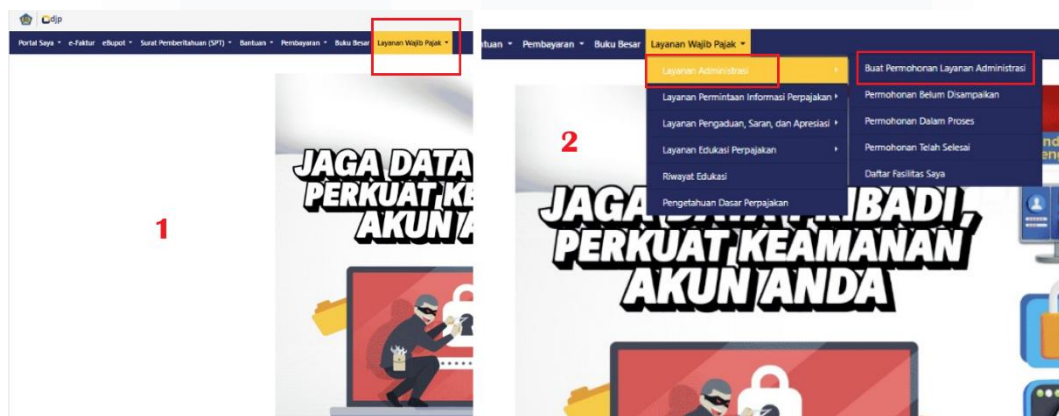 djp
Portal Saya e-Faktur eBupot Surat Pemberitahuan (SPT) Bantuan Pembayaran Buku Besar Layanan Wajib Pajak
JAGA DATA
PERKUAT KE
AKUN A
1
Pembayaran Buku Besar Layanan Wajib Pajak
Layanan Administrasi
Layanan Permintaan Informasi Perpajakan
Layanan Pengaduan, Saran, dan Apresiasi
Layanan Edukasi Perpajakan
Riwayat Edukasi
Pengetahuan Dasar Perpajakan
Buat Permohonan Layanan Administrasi
Permohonan Belum Disampaikan
Permohonan Dalam Proses
Permohonan Telah Selesai
Daftar Fasilitas Saya
2
JAGA
IBADI,
PERKUAT KEAMANAN
AKUN ANDA